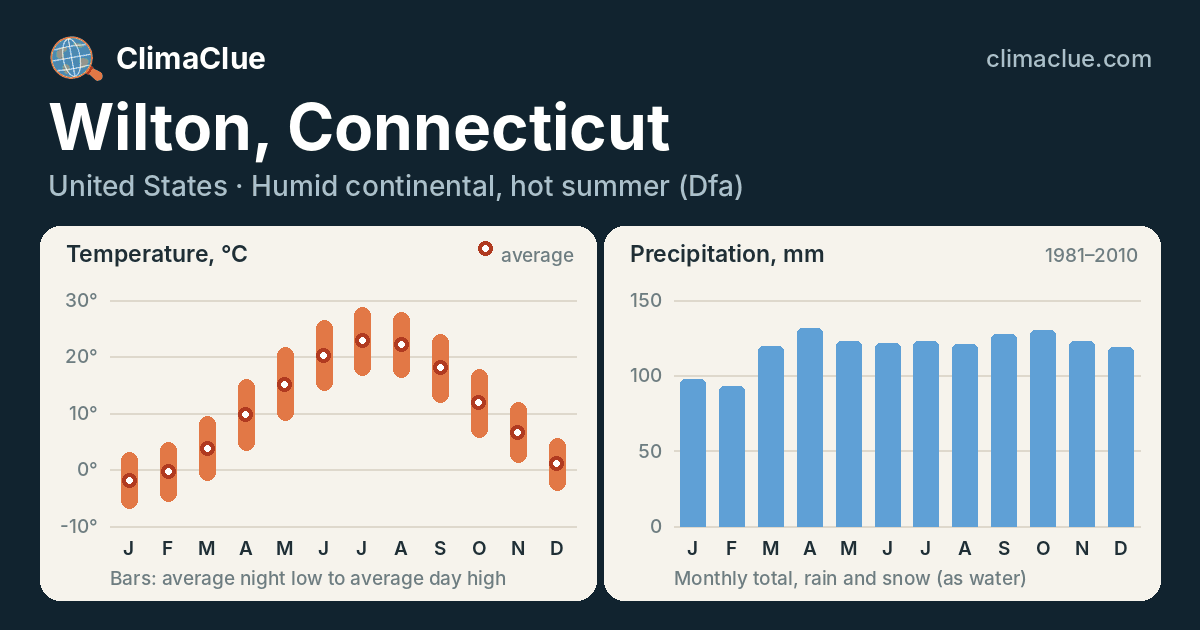 ClimaClue
climaclue.com
Wilton, Connecticut
United States · Humid continental, hot summer (Dfa)
Temperature, °C
average
30°
20°
10°
0°
-10°
J F M A M J J A S O N D
Bars: average night low to average day high
Precipitation, mm
1981–2010
150
100
50
0
J F M A M J J A S O N D
Monthly total, rain and snow (as water)